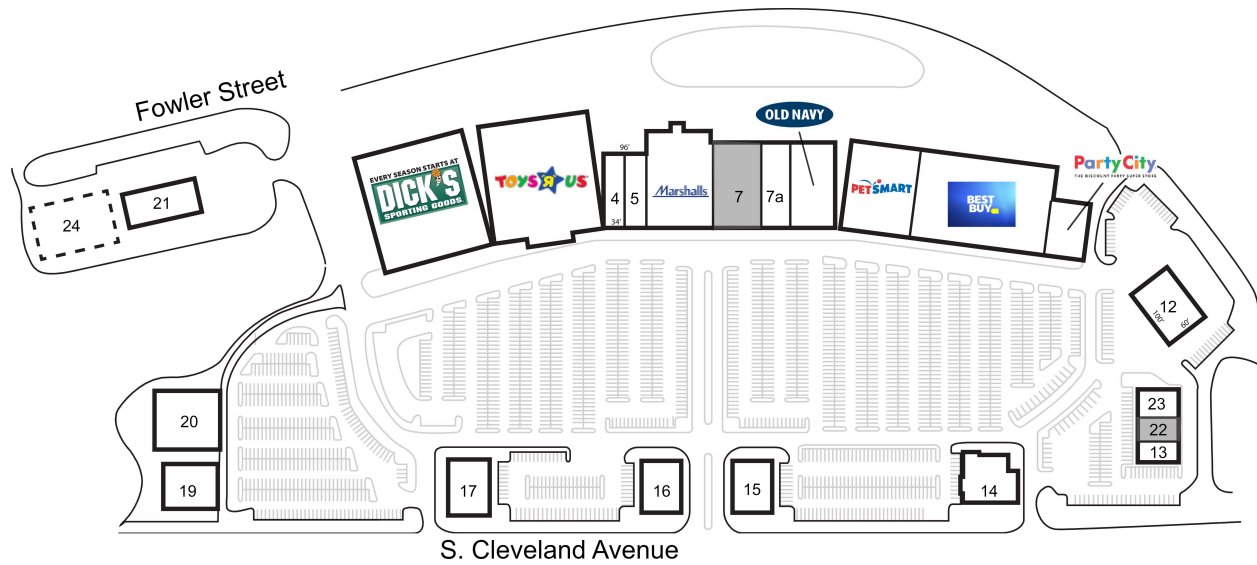 Fowler Street
OLD NAVY
Party City
THE DISCOUNT PARTY SUPER STORE
EVERY SEASON STARTS AT
DICK'S
SPORTING GOODS
TOYS R US
96'
4
5
34'
Marshalls
7
7a
PETSMART
BEST
BUY
24
21
12
100'
60'
20
19
17
16
15
14
23
22
13
S. Cleveland Avenue